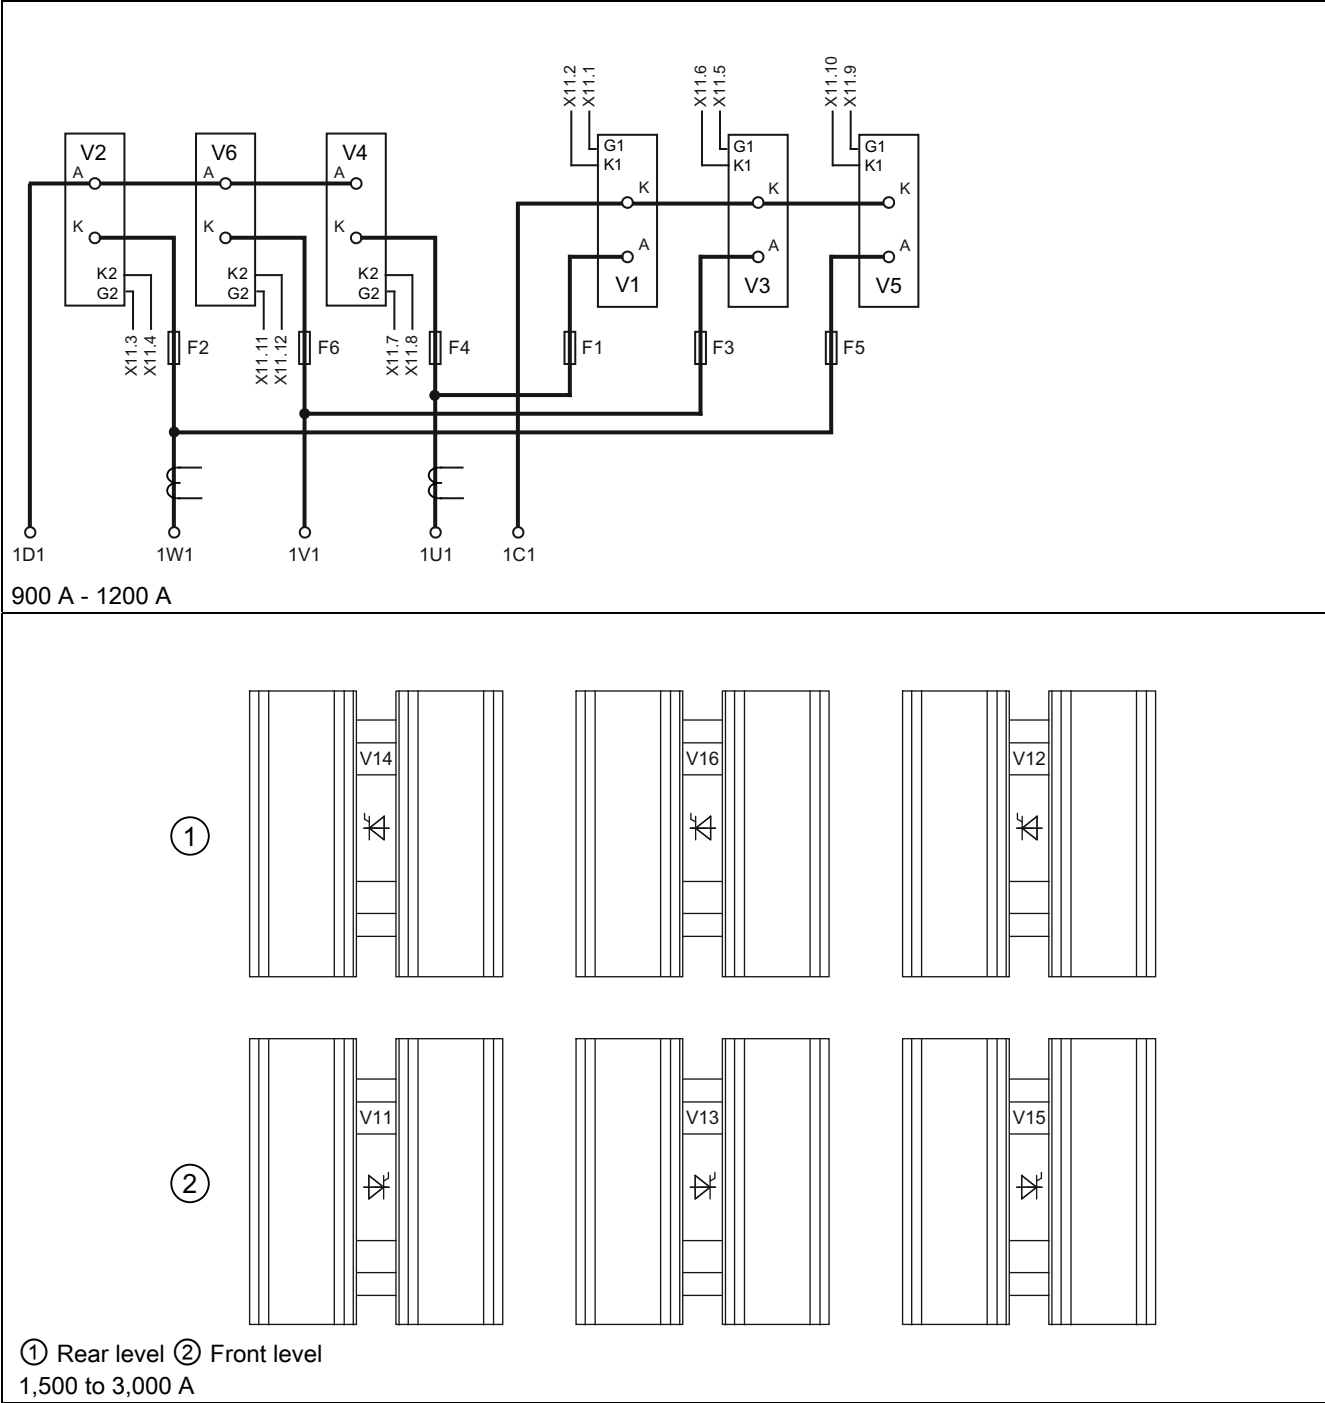 X11.2
X11.1
X11.6
X11.5
X11.10
X11.9
V2
V6
V4
G1
K1
G1
K1
G1
K1
A
A
A
K
K
K
K
K
K
A
A
A
K2
G2
K2
G2
K2
G2
V1
V3
V5
X11.3
X11.4
X11.11
X11.12
X11.7
X11.8
F2
F6
F4
F1
F3
F5
1D1
1W1
1V1
1U1
1C1
900 A - 1200 A
V14
V16
V12
1
V11
V13
V15
2
① Rear level ② Front level
1,500 to 3,000 A